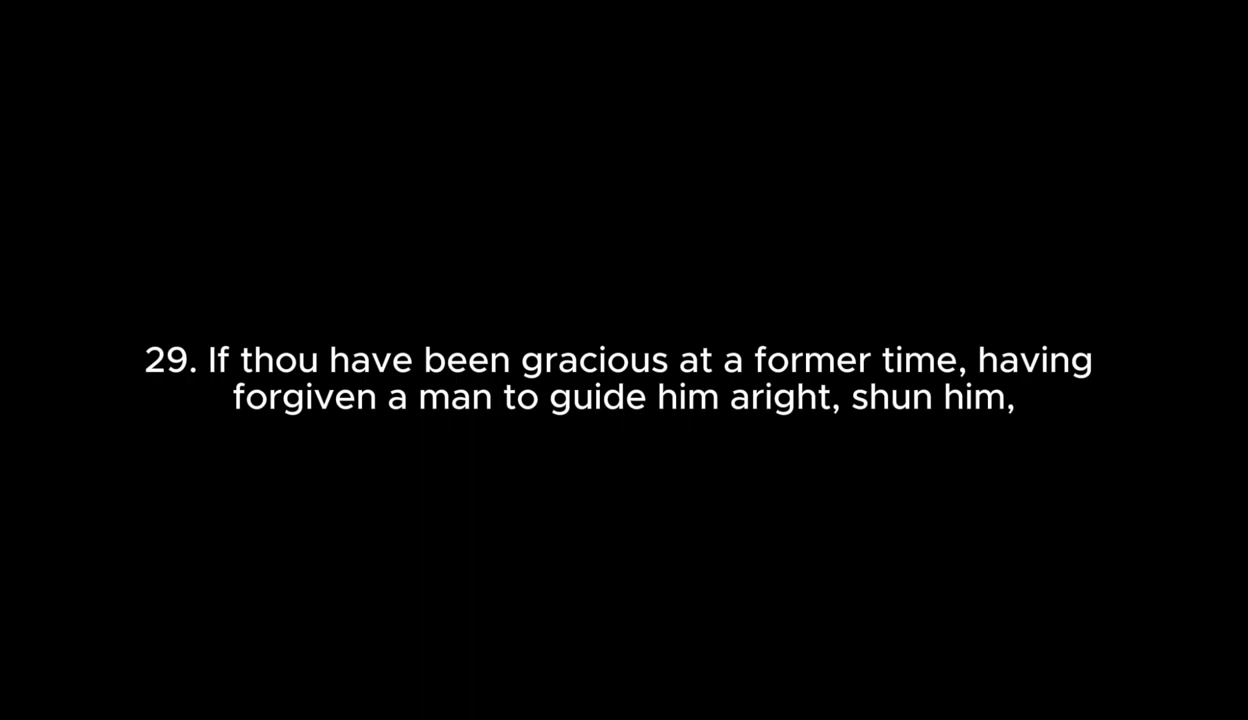 29. If thou have been gracious at a former time, having
forgiven a man to guide him aright, shun him,